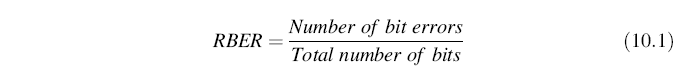 RBER = Number of bit errors / Total number of bits (10.1)